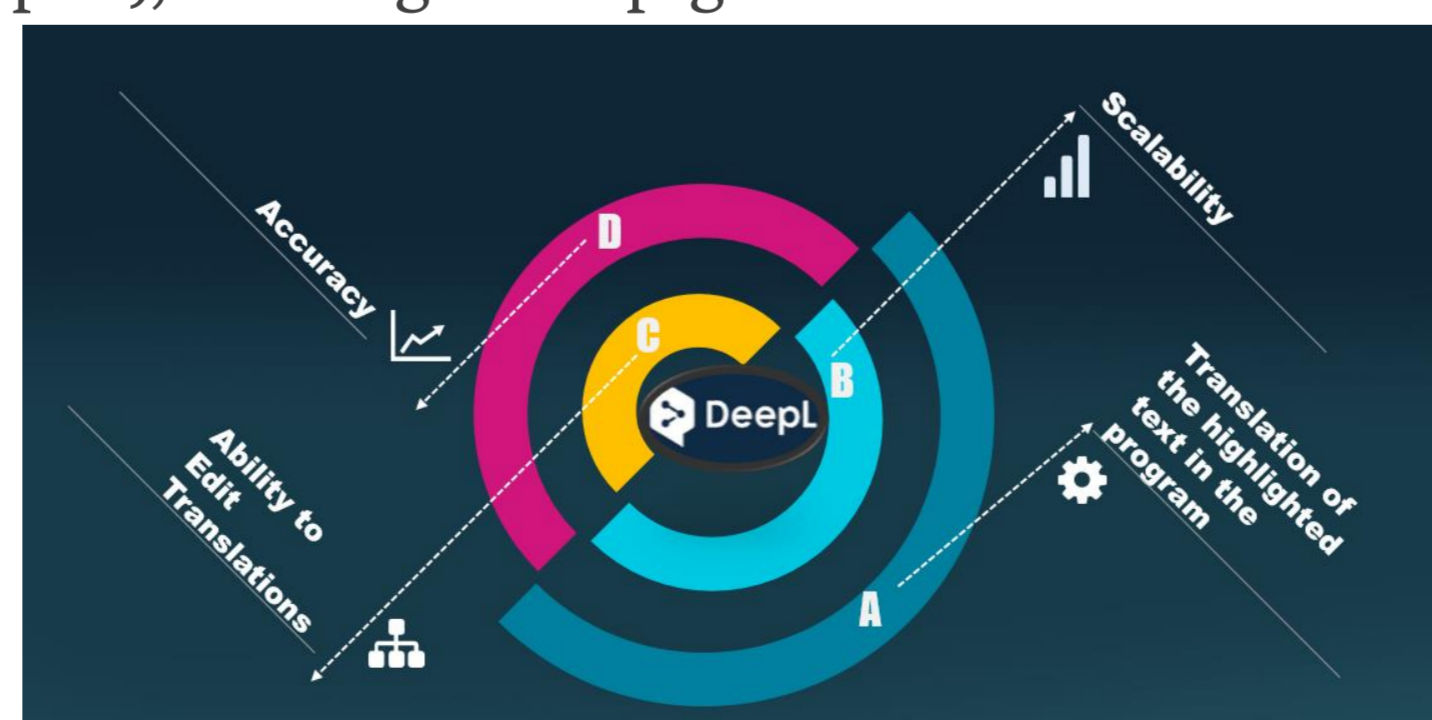 Accuracy
D
Scalability
C
B
DeepL
Ability to
Edit
Translations
A
Translation of
the highlighted
text in the
program